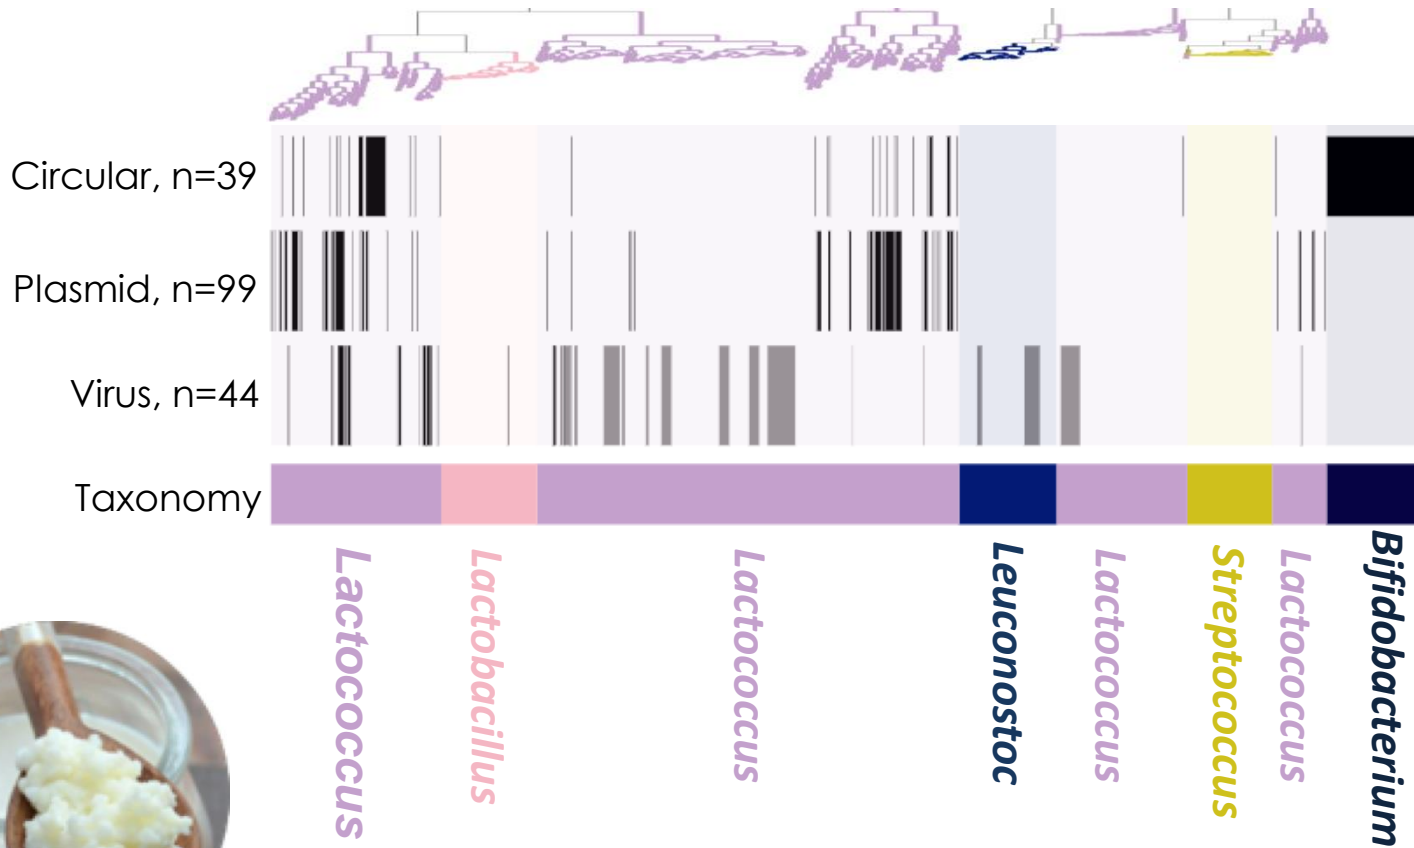 Circular, n=39
Plasmid, n=99
Virus, n=44
Taxonomy
Lactococcus
Lactobacillus
Lactococcus
Leuconostoc
Lactococcus
Streptococcus
Lactococcus
Bifidobacterium